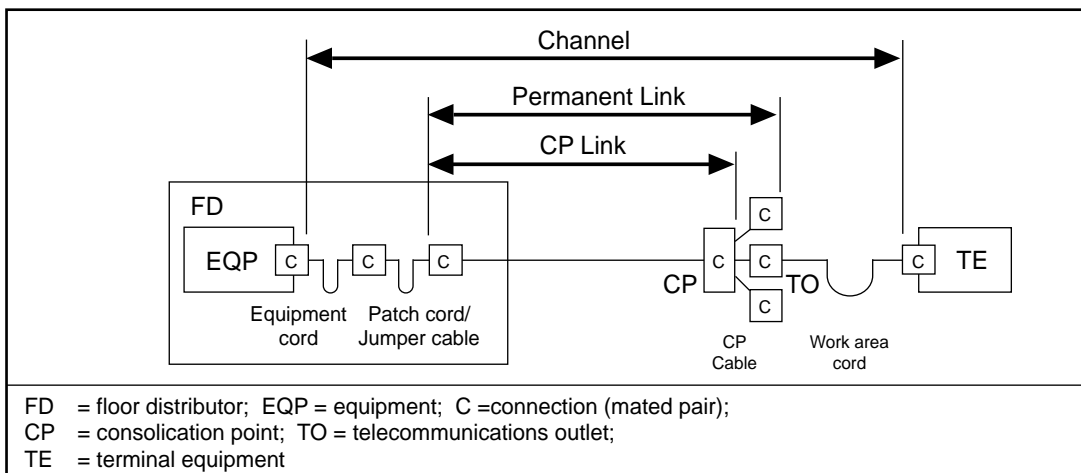 Channel
Permanent Link
CP Link
FD
EQP C C C CP C C C C TO C TE
Equipment cord
Patch cord/ Jumper cable
CP Cable
Work area cord
FD = floor distributor; EQP = equipment; C =connection (mated pair);
CP = consolication point; TO = telecommunications outlet;
TE = terminal equipment